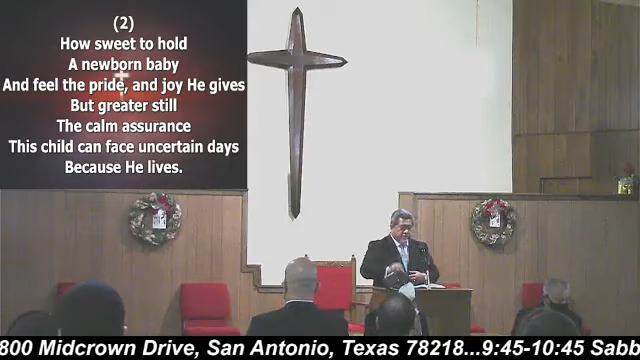 (2)
How sweet to hold
A newborn baby
And feel the pride, and joy He gives
But greater still
The calm assurance
This child can face uncertain days
Because He lives.
800 Midcrown Drive, San Antonio, Texas 78218...9:45-10:45 Sabb